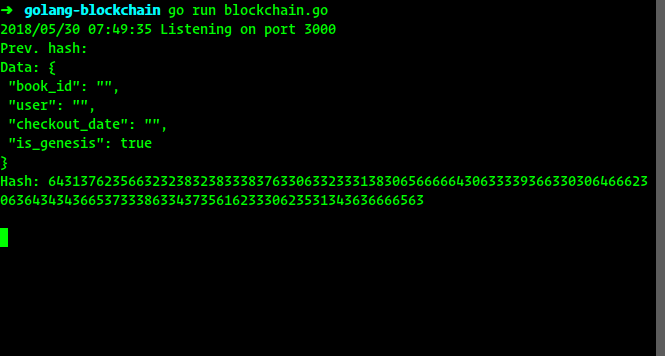 ➜ golang-blockchain go run blockchain.go
2018/05/30 07:49:35 Listening on port 3000
Prev. hash:
Data: {
 "book_id": "",
 "user": "",
 "checkout_date": "",
 "is_genesis": true
}
Hash: 643137623566323238323833383763306332333138306566666430633339366330306466623
0636434343665373338633437356162333062353134363666563